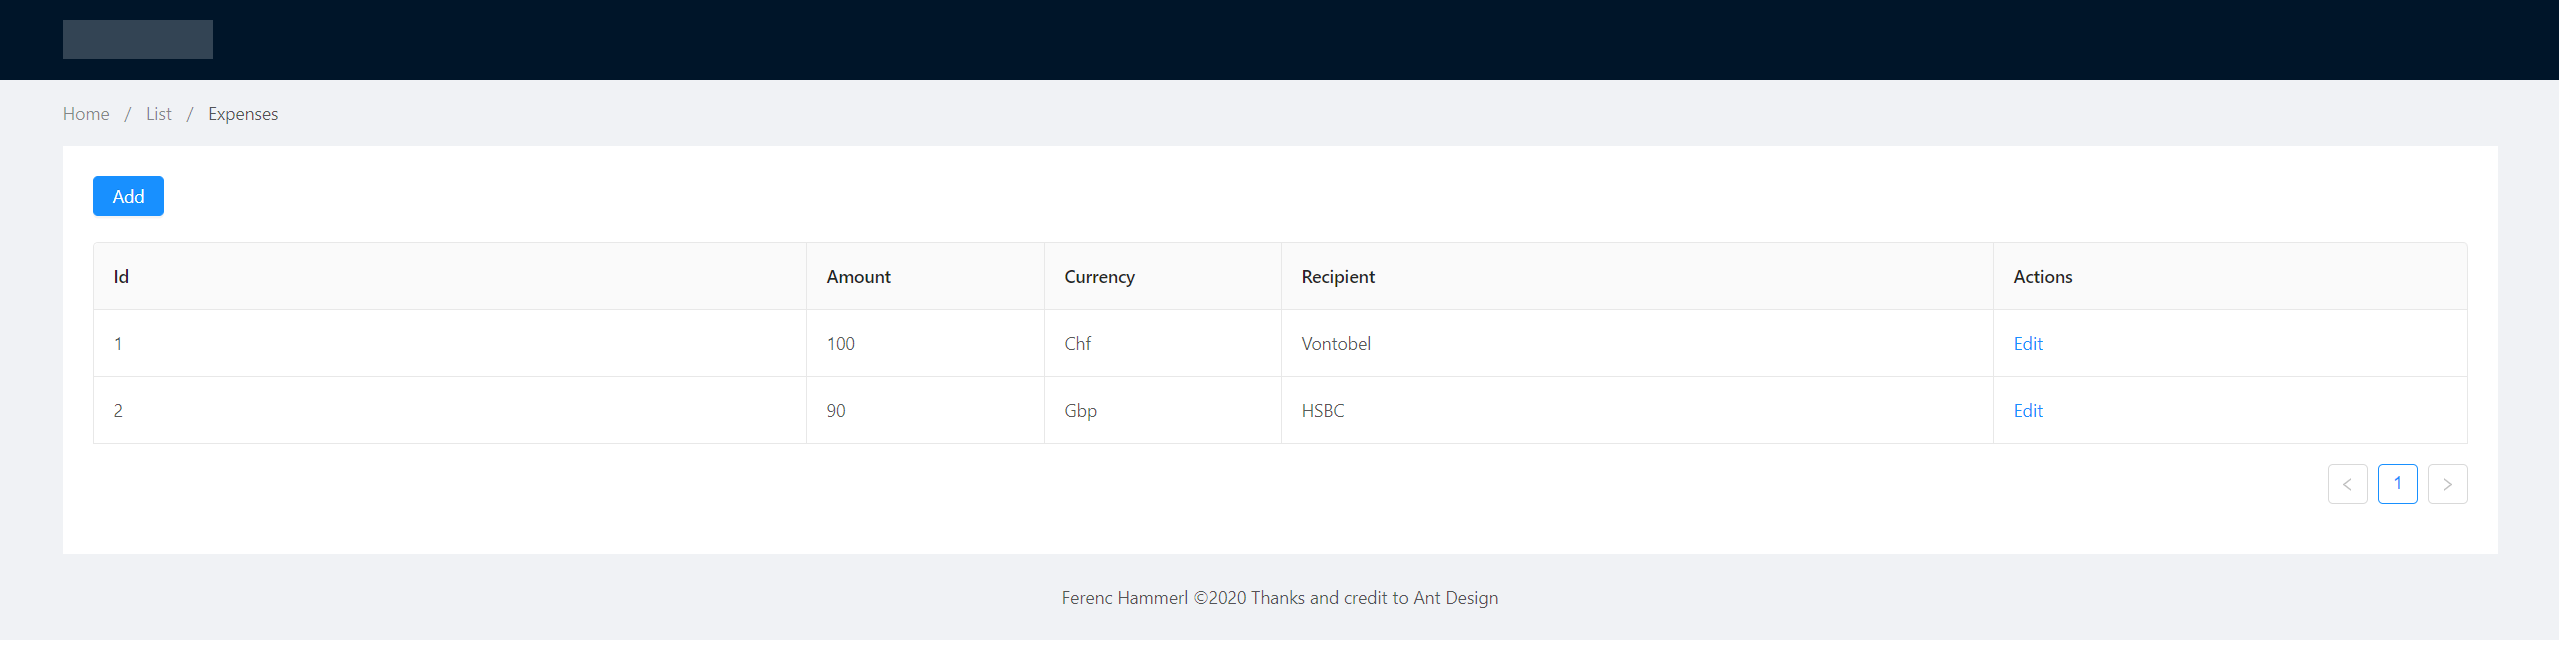 Home / List / Expenses
Add
Id Amount Currency Recipient Actions
1 100 Chf Vontobel Edit
2 90 Gbp HSBC Edit
< 1 >
Ferenc Hammerl ©2020 Thanks and credit to Ant Design